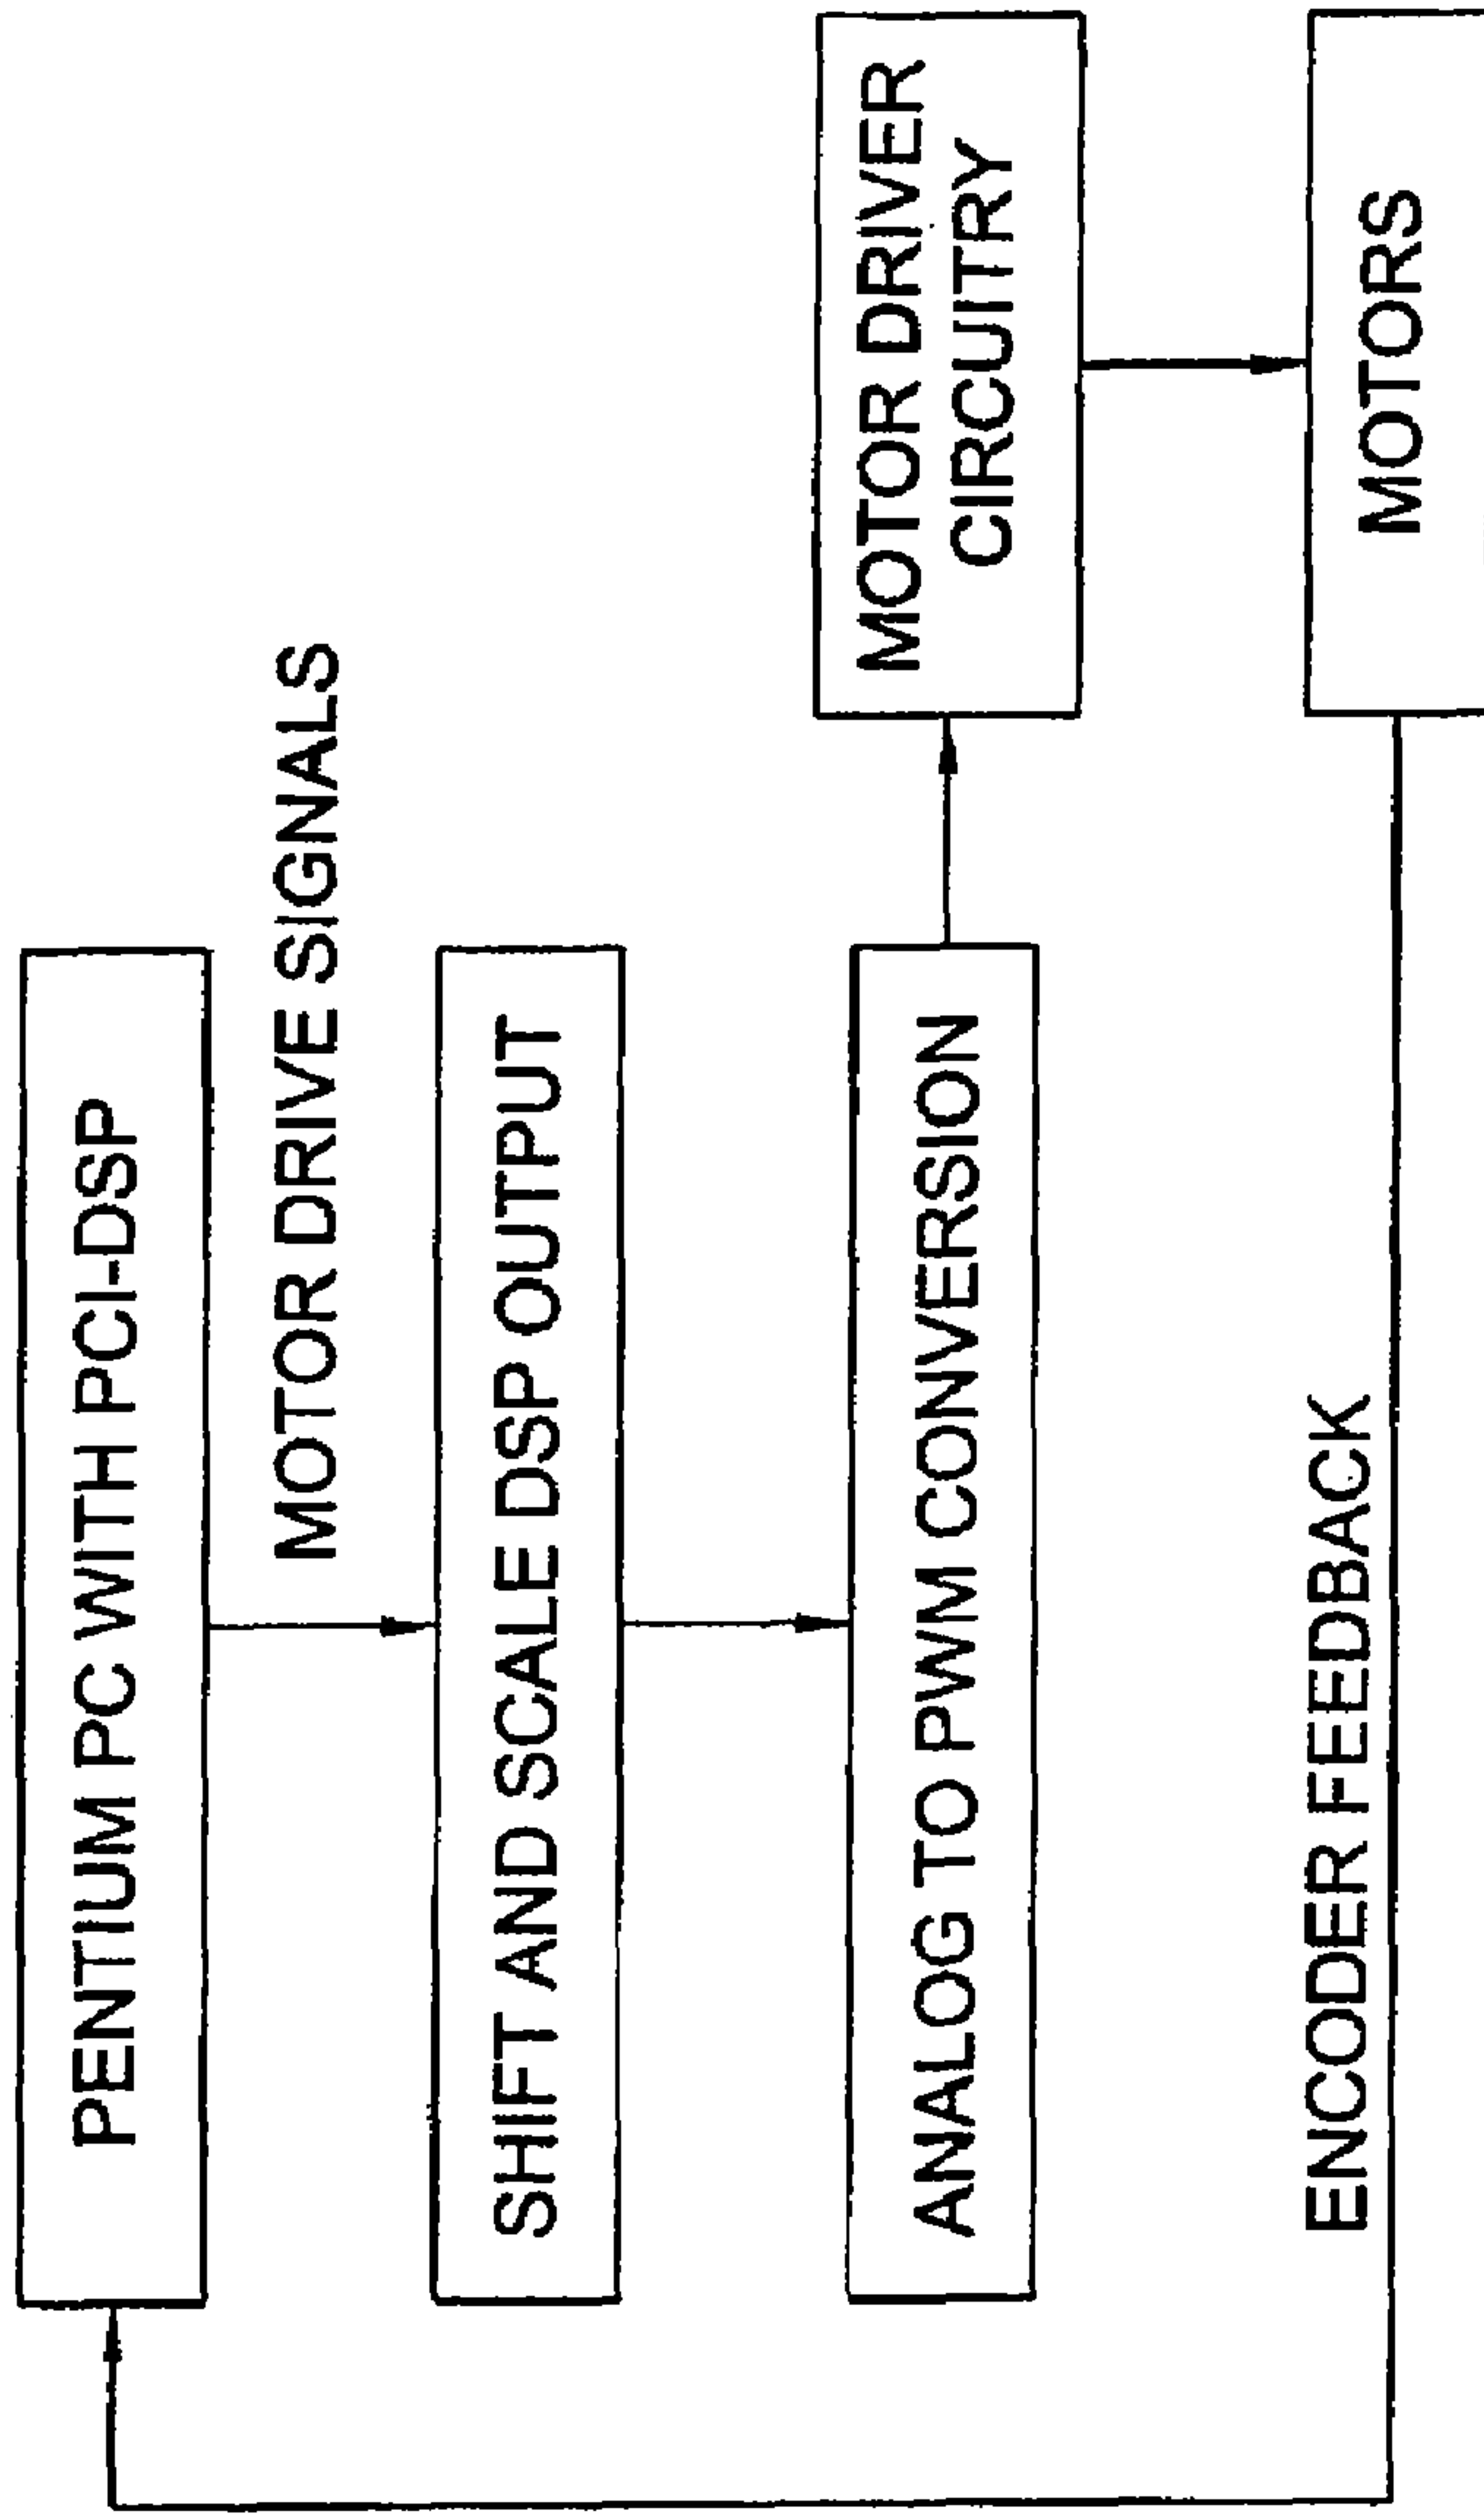 PENTIUM PC WITH PCI-DSP
MOTOR DRIVE SIGNALS
SHIFT AND SCALE DSP OUTPUT
ANALOG TO PWM CONVERSION
MOTOR DRIVER
CIRCUITRY
ENCODER FEEDBACK
MOTORS